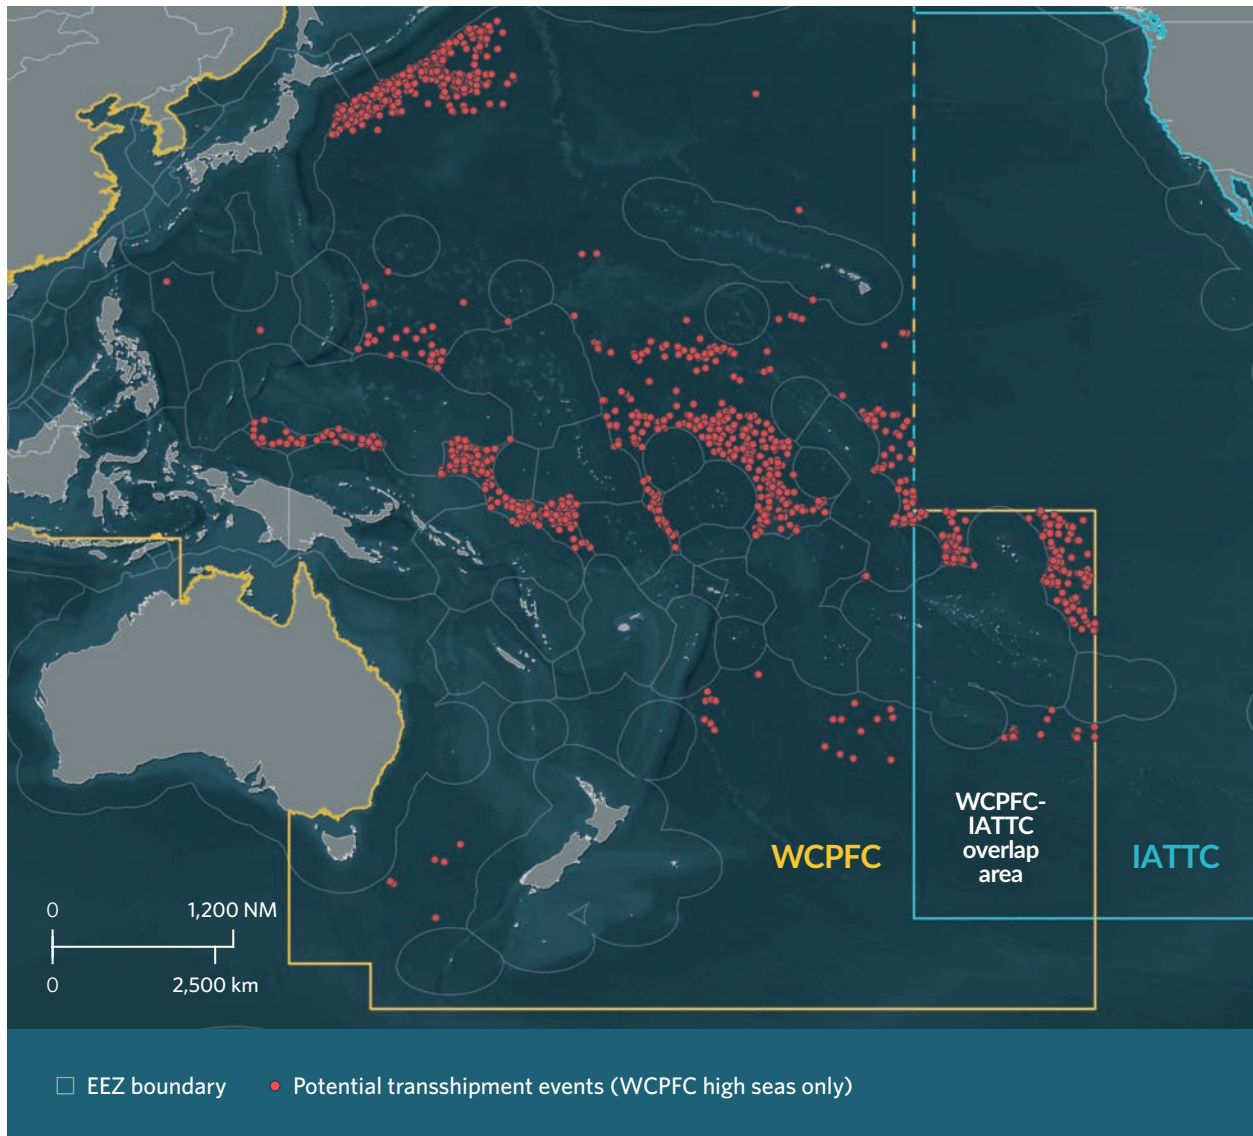 WCPFC-
IATTC
overlap
area
WCPFC
IATTC
0
1,200 NM
0
2,500 km
EEZ boundary
Potential transshipment events (WCPFC high seas only)